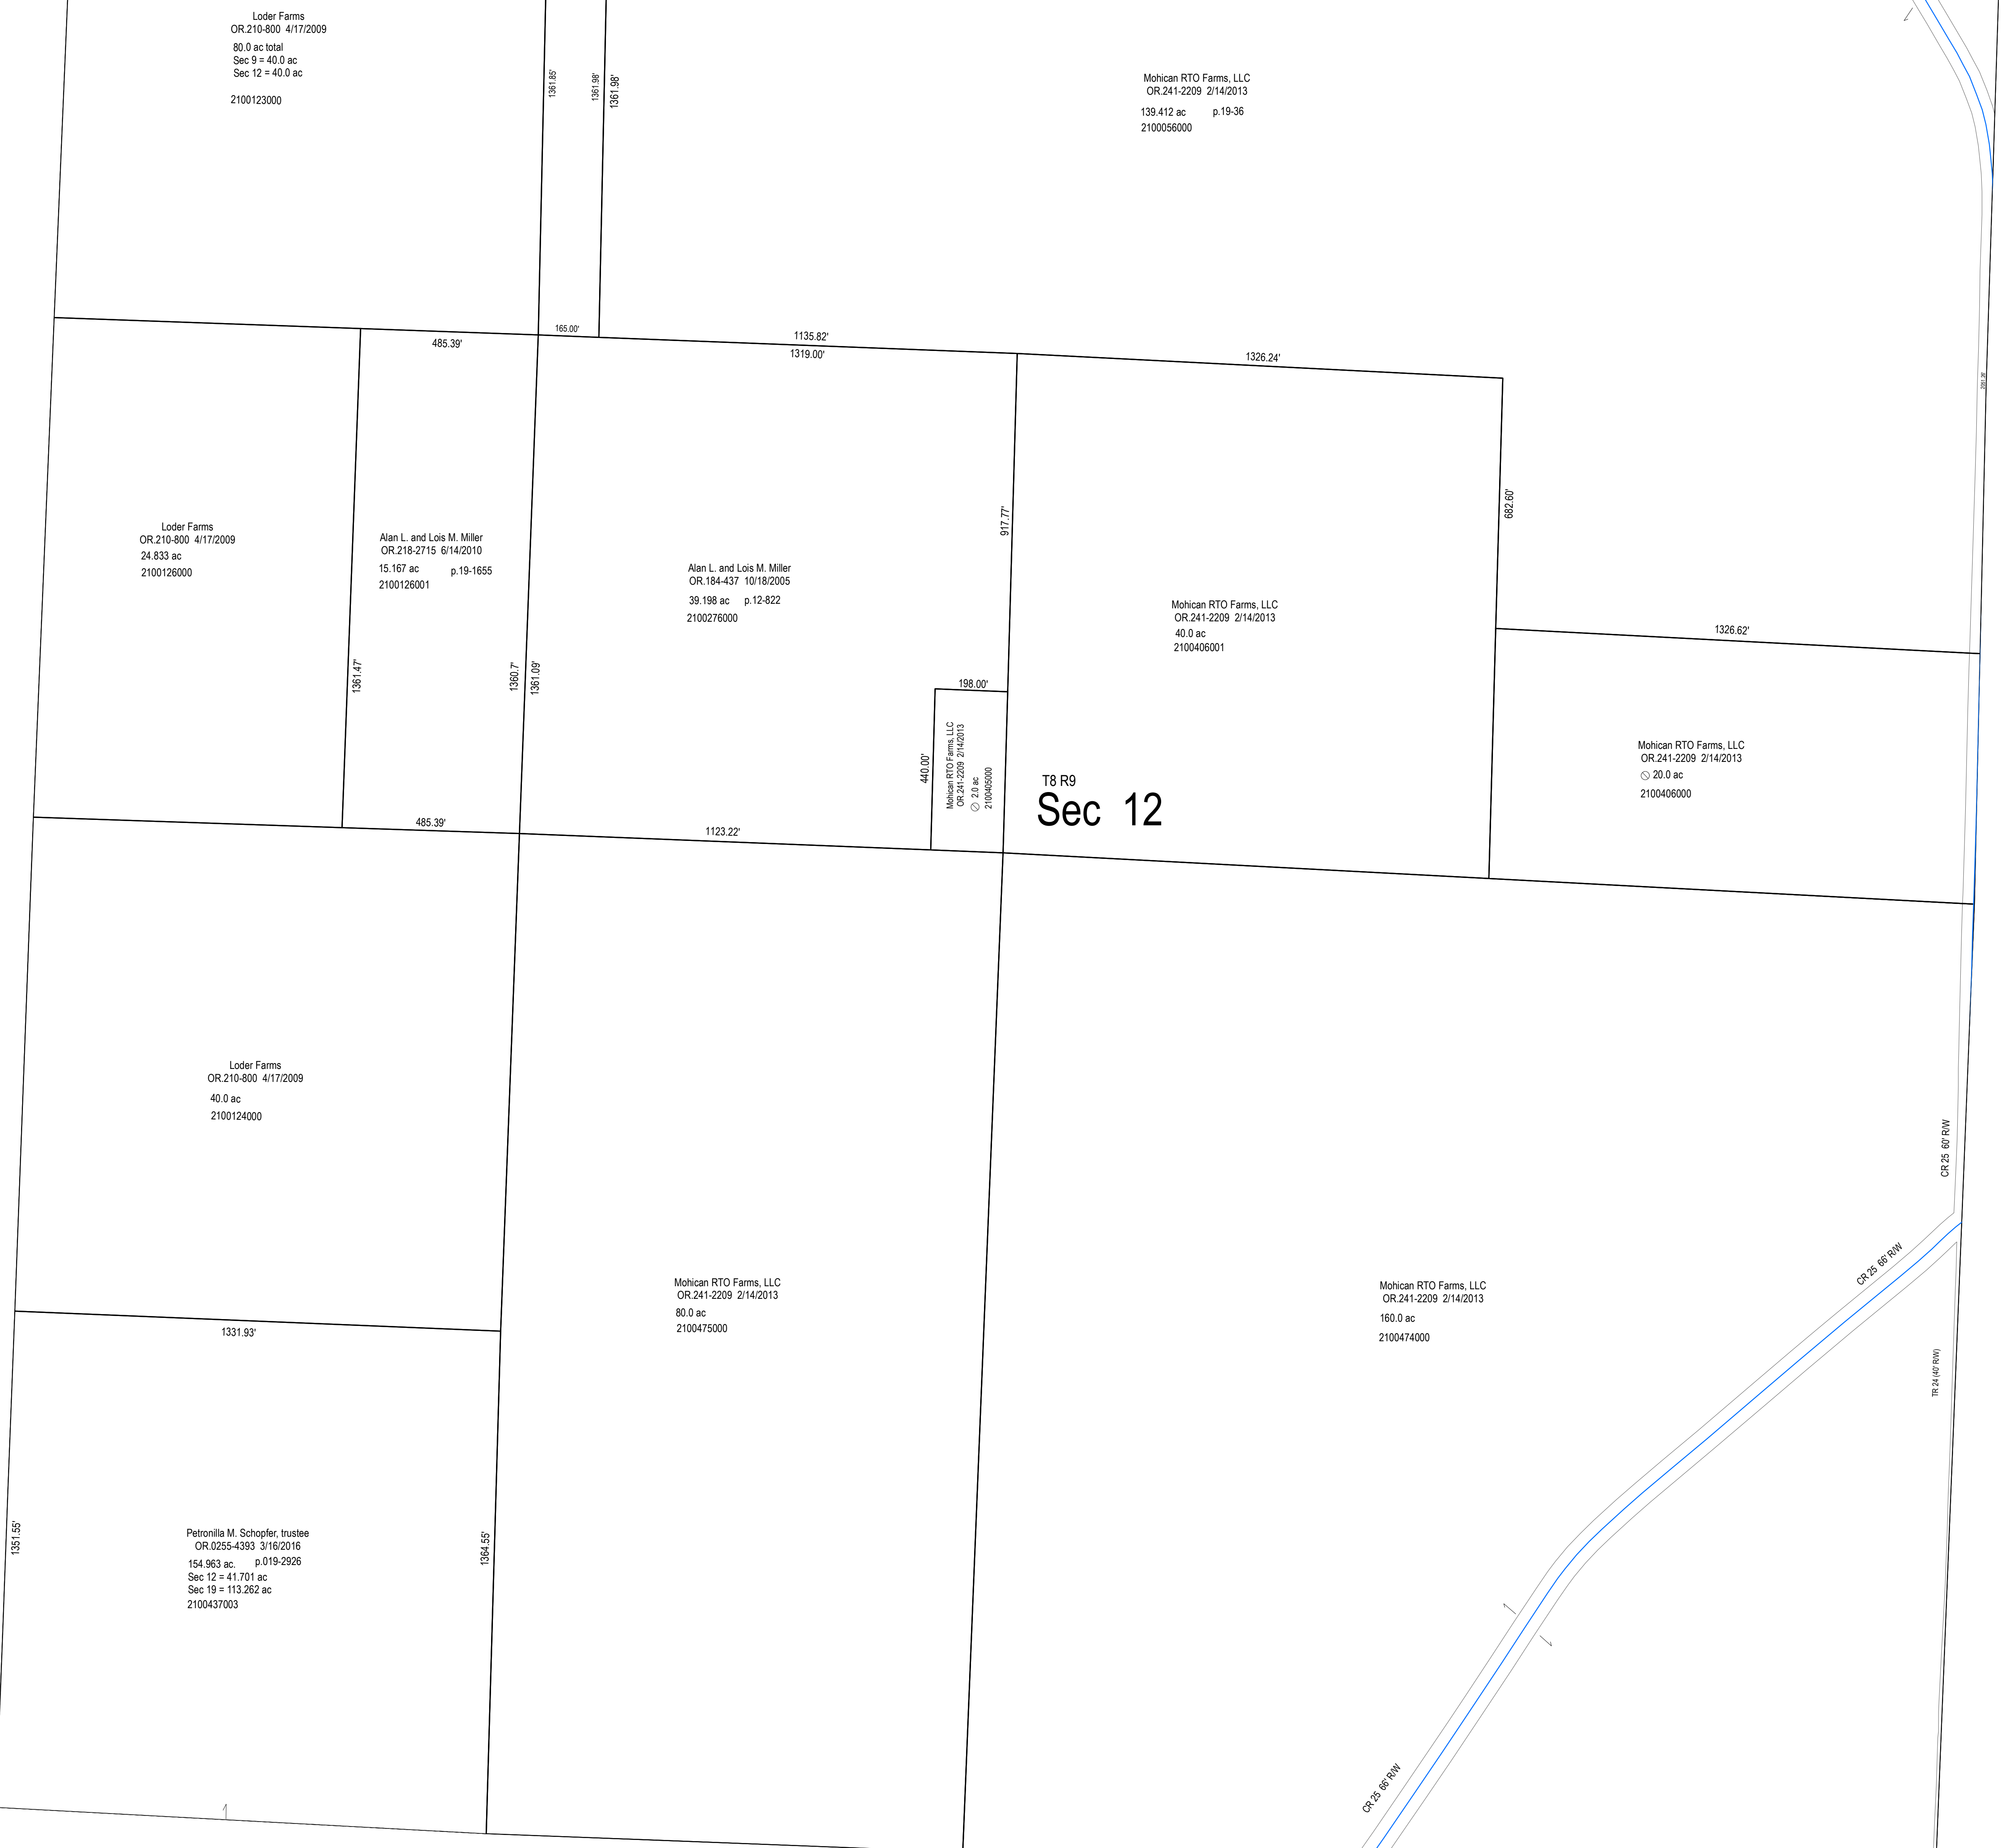 Loder Farms
OR.210-800 4/17/2009
80.0 ac total
Sec 9 = 40.0 ac
Sec 12 = 40.0 ac
2100123000
1361.85'
1361.98'
1361.98'
Mohican RTO Farms, LLC
OR.241-2209 2/14/2013
139.412 ac p.19-36
2100056000
165.00'
1135.82'
485.39'
1319.00'
1326.24'
Loder Farms
OR.210-800 4/17/2009
24.833 ac
2100126000
Alan L. and Lois M. Miller
OR.218-2715 6/14/2010
15.167 ac p.19-1655
2100126001
1361.47'
1360.7'
1361.09'
Alan L. and Lois M. Miller
OR.184-437 10/18/2005
39.198 ac p.12-822
2100276000
917.77'
682.60'
Mohican RTO Farms, LLC
OR.241-2209 2/14/2013
40.0 ac
2100406001
1326.62'
198.00'
440.00'
Mohican RTO Farms, LLC
OR.241-2209 2/14/2013
2.0 ac
2100405000
T8 R9
Sec 12
Mohican RTO Farms, LLC
OR.241-2209 2/14/2013
20.0 ac
2100406000
485.39'
1123.22'
Loder Farms
OR.210-800 4/17/2009
40.0 ac
2100124000
CR 25 60' R/W
CR 25 66' R/W
Mohican RTO Farms, LLC
OR.241-2209 2/14/2013
80.0 ac
2100475000
Mohican RTO Farms, LLC
OR.241-2209 2/14/2013
160.0 ac
2100474000
1331.93'
TR 24 (40' R/W)
1351.55'
1364.55'
Petronilla M. Schopfer, trustee
OR.0255-4393 3/16/2016
154.963 ac. p.019-2926
Sec 12 = 41.701 ac
Sec 19 = 113.262 ac
2100437003
CR 25 66' R/W